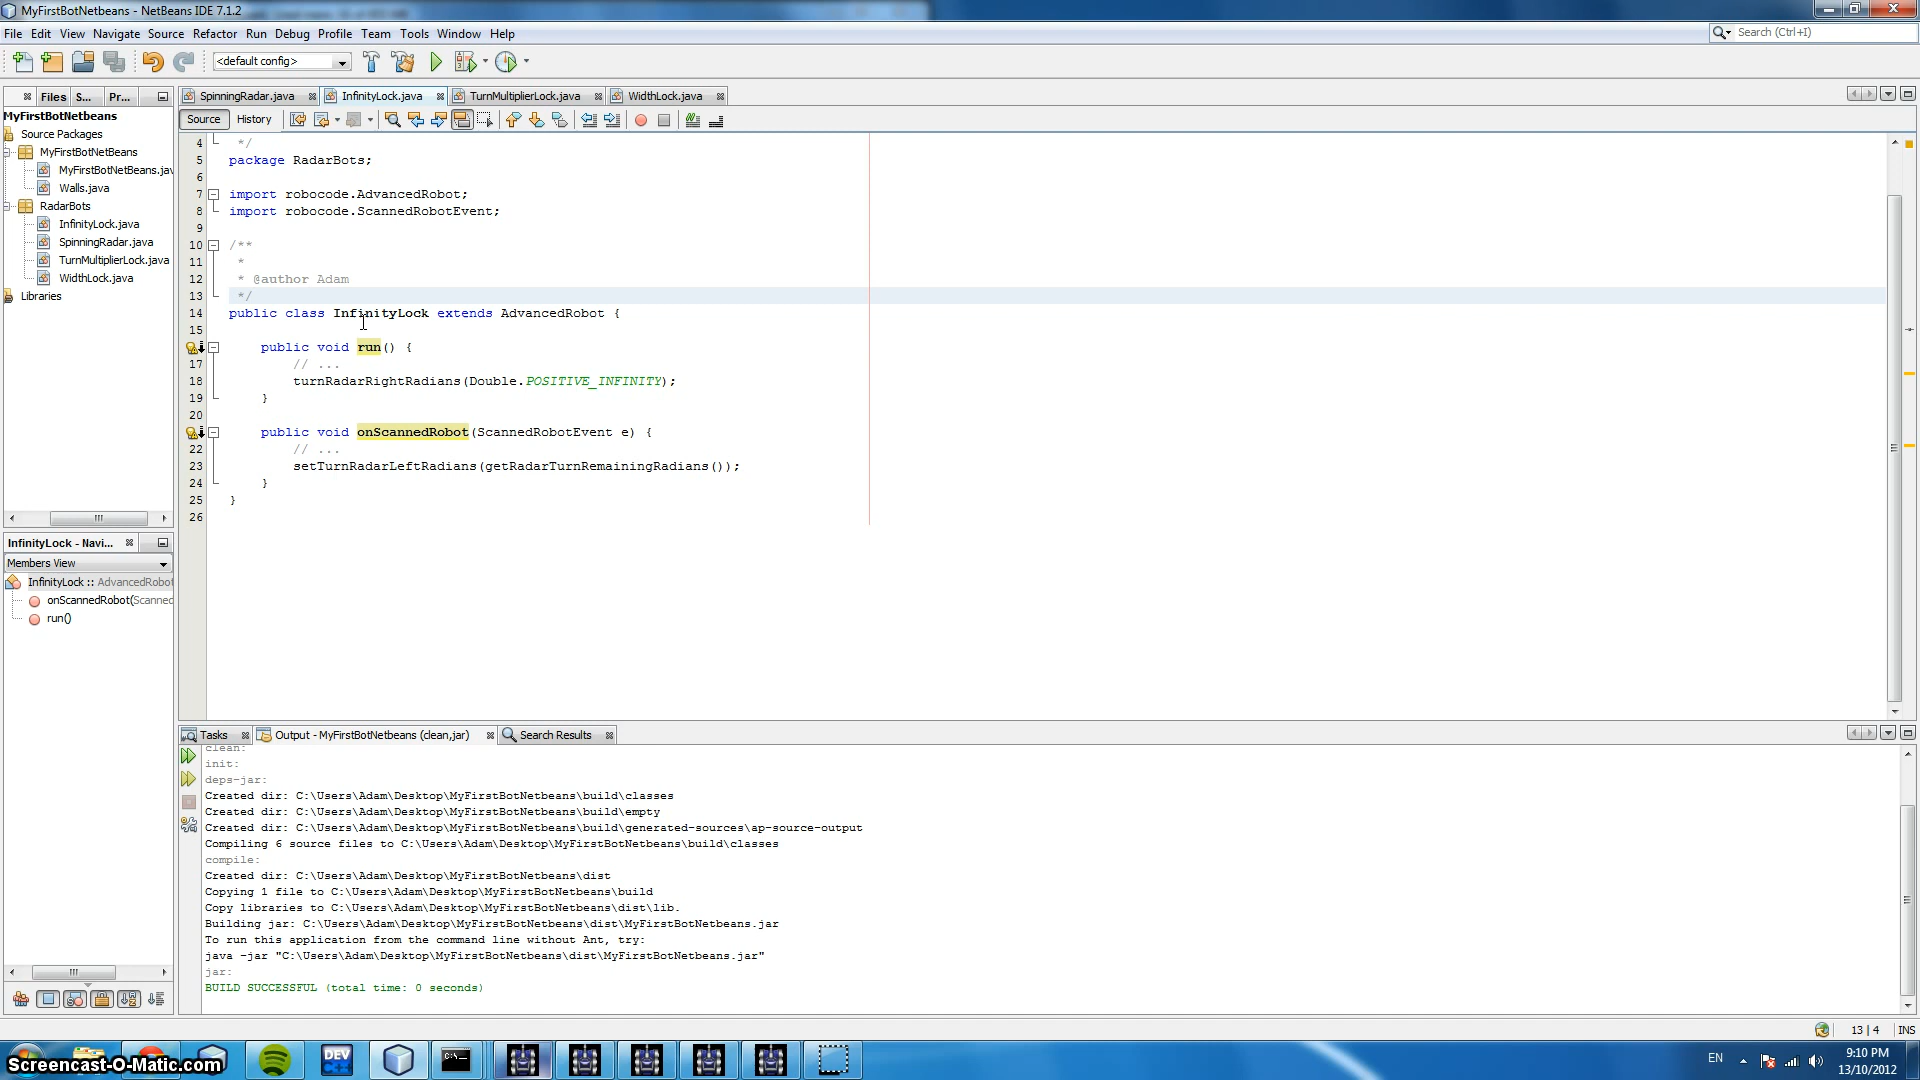 MyFirstBotNetbeans - NetBeans IDE 7.1.2
File Edit View Navigate Source Refactor Run Debug Profile Team Tools Window Help
Search (Ctrl+I)
<default config>
Files S... Pr...
SpinningRadar.java InfinityLock.java TurnMultiplierLock.java WidthLock.java
Source History
MyFirstBotNetbeans
Source Packages
MyFirstBotNetBeans
MyFirstBotNetBeans.jav
Walls.java
RadarBots
InfinityLock.java
SpinningRadar.java
TurnMultiplierLock.java
WidthLock.java
Libraries
4 */
5 package RadarBots;
6
7 import robocode.AdvancedRobot;
8 import robocode.ScannedRobotEvent;
9
10 /**
11 *
12 * @author Adam
13 */
14 public class InfinityLock extends AdvancedRobot {
15
public void run() {
17 // ...
18 turnRadarRightRadians(Double.POSITIVE_INFINITY);
19 }
20
public void onScannedRobot(ScannedRobotEvent e) {
22 // ...
23 setTurnRadarLeftRadians(getRadarTurnRemainingRadians());
24 }
25 }
26
InfinityLock - Navi...
Members View
InfinityLock :: AdvancedRobot
onScannedRobot(Scanned
run()
Tasks Output - MyFirstBotNetbeans (clean,jar) Search Results
clean:
init:
deps-jar:
Created dir: C:\Users\Adam\Desktop\MyFirstBotNetbeans\build\classes
Created dir: C:\Users\Adam\Desktop\MyFirstBotNetbeans\build\empty
Created dir: C:\Users\Adam\Desktop\MyFirstBotNetbeans\build\generated-sources\ap-source-output
Compiling 6 source files to C:\Users\Adam\Desktop\MyFirstBotNetbeans\build\classes
compile:
Created dir: C:\Users\Adam\Desktop\MyFirstBotNetbeans\dist
Copying 1 file to C:\Users\Adam\Desktop\MyFirstBotNetbeans\build
Copy libraries to C:\Users\Adam\Desktop\MyFirstBotNetbeans\dist\lib.
Building jar: C:\Users\Adam\Desktop\MyFirstBotNetbeans\dist\MyFirstBotNetbeans.jar
To run this application from the command line without Ant, try:
java -jar "C:\Users\Adam\Desktop\MyFirstBotNetbeans\dist\MyFirstBotNetbeans.jar"
jar:
BUILD SUCCESSFUL (total time: 0 seconds)
13 | 4 INS
Screencast-O-Matic.com
DEV
C:\
EN
9:10 PM
13/10/2012